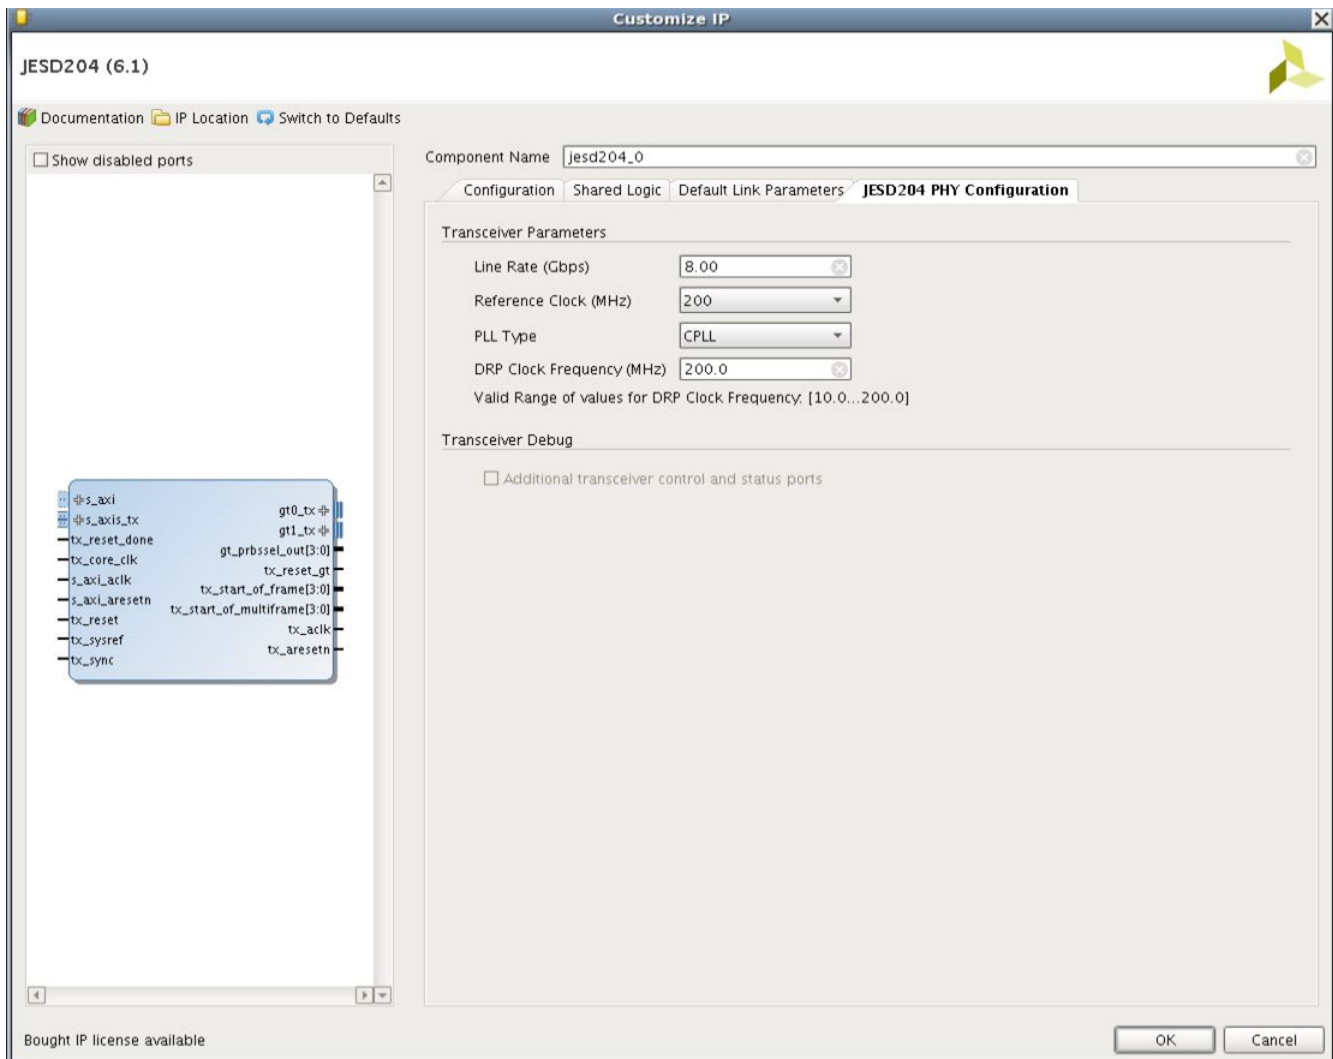 Customize IP
JESD204 (6.1)
Documentation IP Location Switch to Defaults
Show disabled ports
Component Name jesd204_0
Configuration Shared Logic Default Link Parameters JESD204 PHY Configuration
Transceiver Parameters
Line Rate (Gbps) 8.00
Reference Clock (MHz) 200
PLL Type CPLL
DRP Clock Frequency (MHz) 200.0
Valid Range of values for DRP Clock Frequency: [10.0...200.0]
Transceiver Debug
Additional transceiver control and status ports
s_axi
s_axis_tx
tx_reset_done
tx_core_clk
s_axi_aclk
s_axi_aresetn
tx_reset
tx_sysref
tx_sync
gt0_tx
gt1_tx
gt_prbssel_out[3:0]
tx_reset_gt
tx_start_of_frame[3:0]
tx_start_of_multiframe[3:0]
tx_aclk
tx_aresetn
Bought IP license available
OK Cancel